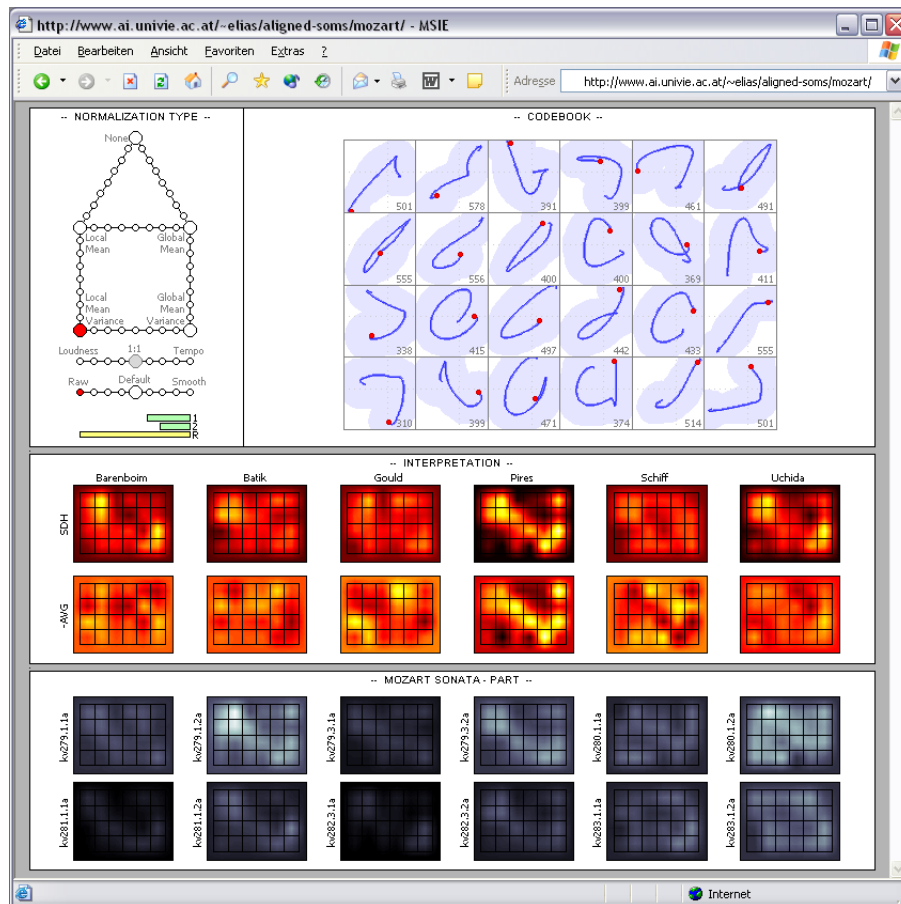 http://www.ai.univie.ac.at/~elias/aligned-soms/mozart/ - MSIE
Datei Bearbeiten Ansicht Favoriten Extras ?
Adresse http://www.ai.univie.ac.at/~elias/aligned-soms/mozart/
-- NORMALIZATION TYPE --
None
Local Mean
Global Mean
Local Mean Variance
Global Mean Variance
Loudness 1:1 Tempo
Raw Default Smooth
1
2
R
-- CODEBOOK --
501 578 391 399 461 491
555 556 400 400 369 411
338 415 497 442 433 555
310 399 471 374 514 501
-- INTERPRETATION --
Barenboim Batik Gould Pires Schiff Uchida
SDH
-AVG
-- MOZART SONATA - PART --
kv279.1.1a kv279.1.2a kv279.3.1a kv279.3.2a kv280.1.1a kv280.1.2a
kv281.1.1a kv281.1.2a kv282.3.1a kv282.3.2a kv283.1.1a kv283.1.2a
Internet